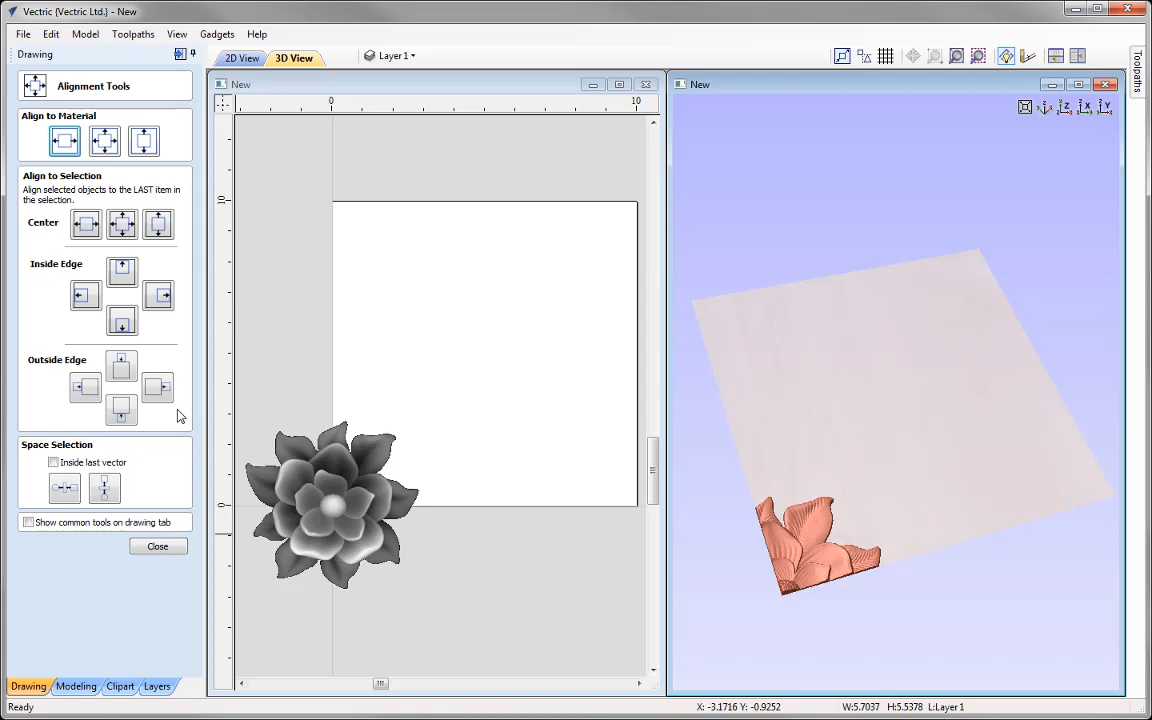 Vectric {Vectric Ltd.} - New
File Edit Model Toolpaths View Gadgets Help
Drawing
2D View 3D View Layer 1
Toolpaths
Alignment Tools
New
New
0 10
Z X Y
Align to Material
Align to Selection
Align selected objects to the LAST item in
the selection.
10
Center
Inside Edge
Outside Edge
Space Selection
Inside last vector
0
Show common tools on drawing tab
Close
Drawing Modeling Clipart Layers
Ready
X: -3.1716 Y: -0.9252
W:5.7037 H:5.5378 L:Layer 1